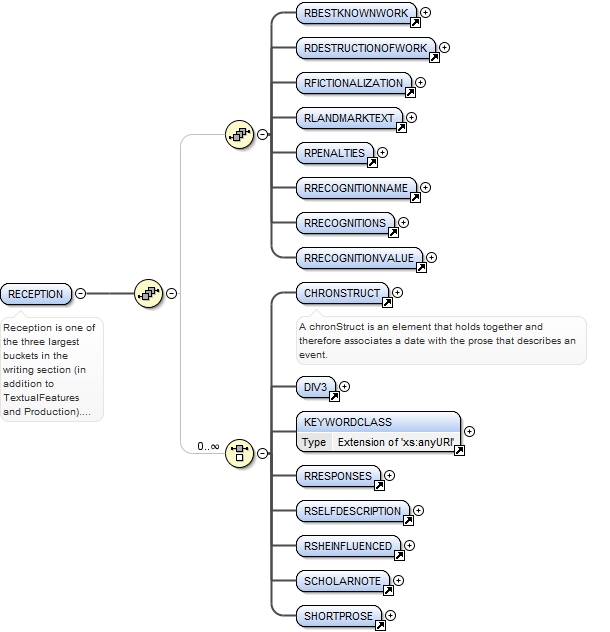 RBESTKNOWNWORK
RDESTRUCTIONOFWORK
RFICTIONALIZATION
RLANDMARKTEXT
RPENALTIES
RRECOGNITIONNAME
RRECOGNITIONS
RRECOGNITIONVALUE
RECEPTION
Reception is one of
the three largest
buckets in the
writing section (in
addition to
TextualFeatures
and Production)....
0..∞
CHRONSTRUCT
A chronStruct is an element that holds together and
therefore associates a date with the prose that describes an
event.
DIV3
KEYWORDCLASS
Type Extension of 'xs:anyURI'
RRESPONSES
RSELFDESCRIPTION
RSHEINFLUENCED
SCHOLARNOTE
SHORTPROSE